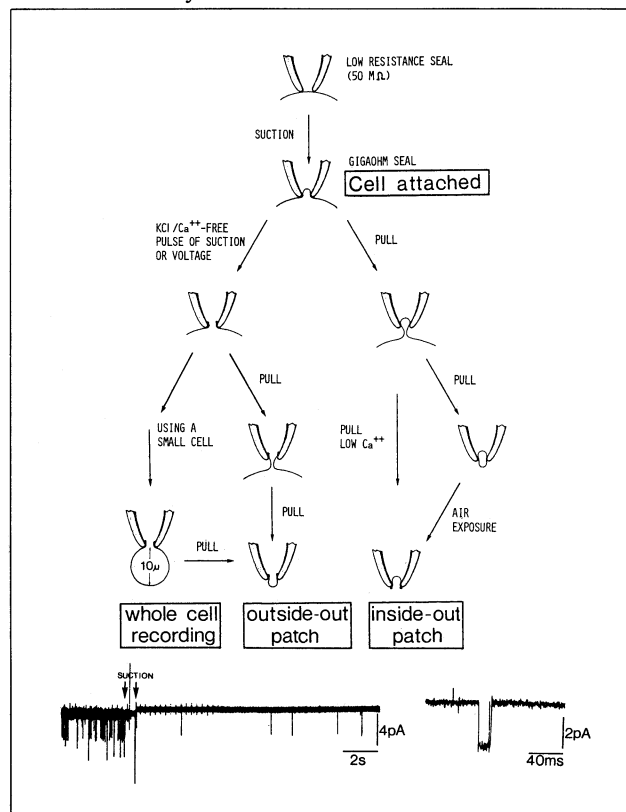 LOW RESISTANCE SEAL
(50 MΩ)
SUCTION
GIGAOHM SEAL
Cell attached
KCl/Ca++-FREE
PULSE OF SUCTION
OR VOLTAGE
PULL
PULL
PULL
USING A
SMALL CELL
PULL
LOW Ca++
PULL
AIR
EXPOSURE
PULL
10μ
whole cell
recording
outside-out
patch
inside-out
patch
SUCTION
4pA
2s
2pA
40ms